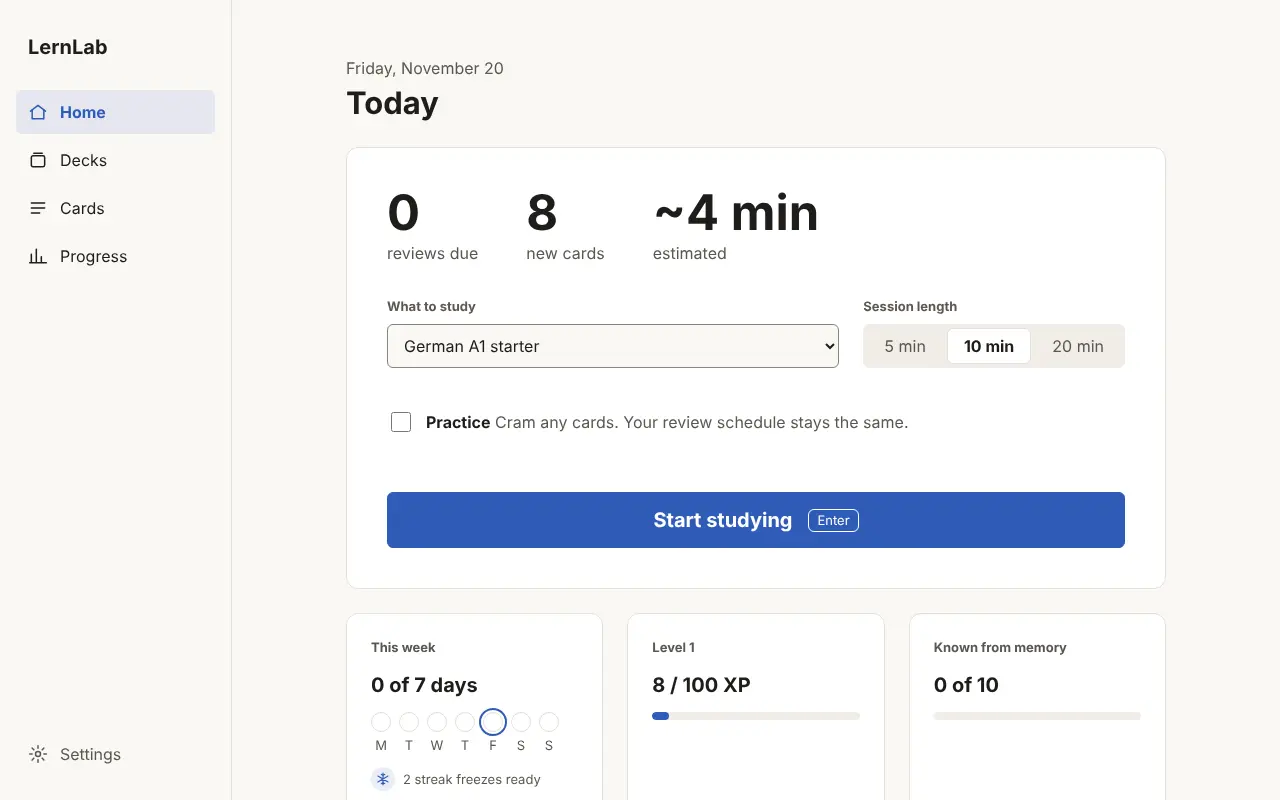 LernLab
Home
Decks
Cards
Progress
Settings
Friday, November 20
Today
0
reviews due
8
new cards
~4 min
estimated
What to study
German A1 starter
Session length
5 min 10 min 20 min
Practice Cram any cards. Your review schedule stays the same.
Start studying Enter
This week
0 of 7 days
M T W T F S S
2 streak freezes ready
Level 1
8 / 100 XP
Known from memory
0 of 10